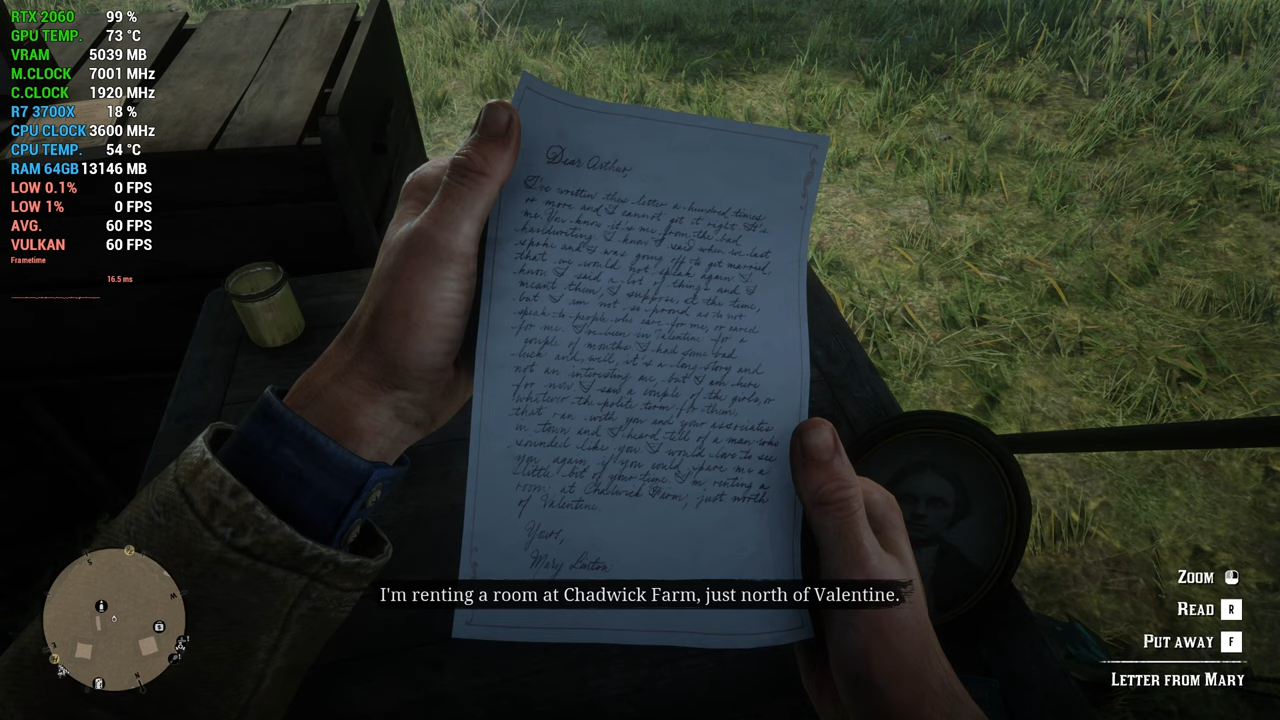 RTX 2060 99 %
GPU TEMP. 73 °C
VRAM 5039 MB
M.CLOCK 7001 MHz
C.CLOCK 1920 MHz
R7 3700X 18 %
CPU CLOCK 3600 MHz
CPU TEMP. 54 °C
RAM 64GB 13146 MB
LOW 0.1% 0 FPS
LOW 1% 0 FPS
AVG. 60 FPS
VULKAN 60 FPS
Frametime
16.5 ms
Dear Arthur,
I've written this letter a hundred times
or more and I cannot get it right. It's
me. You know it's me from the bad
handwriting. I know I said when we last
spoke and I was going off to get married,
that we would not speak again. I
know I said a lot of things and I
meant them, I suppose, at the time,
but I am not so proud as to not
speak to people who care for me, or cared
for me. I've been in Valentine for a
couple of months. I had some bad
luck and, well, it's a long story and
not an interesting one, but I am here
for now. I saw a couple of the girls, or
whatever the polite term for them,
that ran with you and your associates
in town and I heard tell of a man who
sounded like you. I would love to see
you again if you could spare me a
little bit of your time. I'm renting a
room at Chadwick Farm, just north
of Valentine.
Yours,
Mary Linton
I'm renting a room at Chadwick Farm, just north of Valentine.
ZOOM
READ R
PUT AWAY F
LETTER FROM MARY